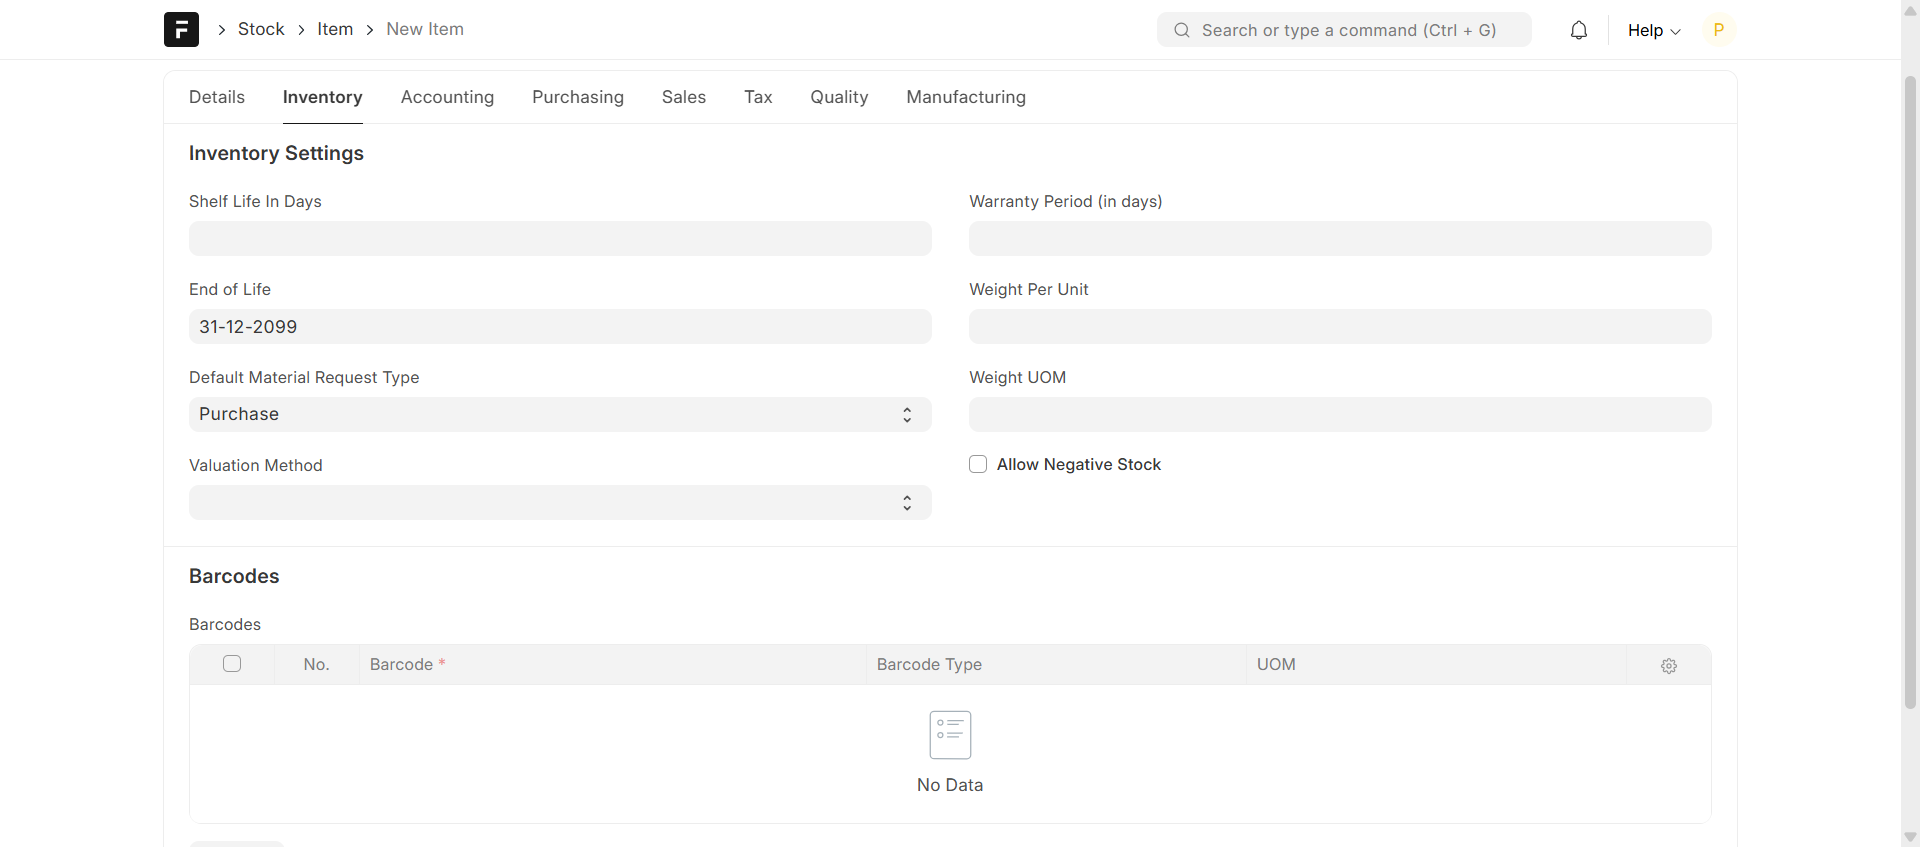 Stock
Item
New Item
Search or type a command (Ctrl + G)
Help
P
Details
Inventory
Accounting
Purchasing
Sales
Tax
Quality
Manufacturing
Inventory Settings
Shelf Life In Days
Warranty Period (in days)
End of Life
31-12-2099
Weight Per Unit
Default Material Request Type
Purchase
Weight UOM
Valuation Method
Allow Negative Stock
Barcodes
Barcodes
No.
Barcode *
Barcode Type
UOM
No Data